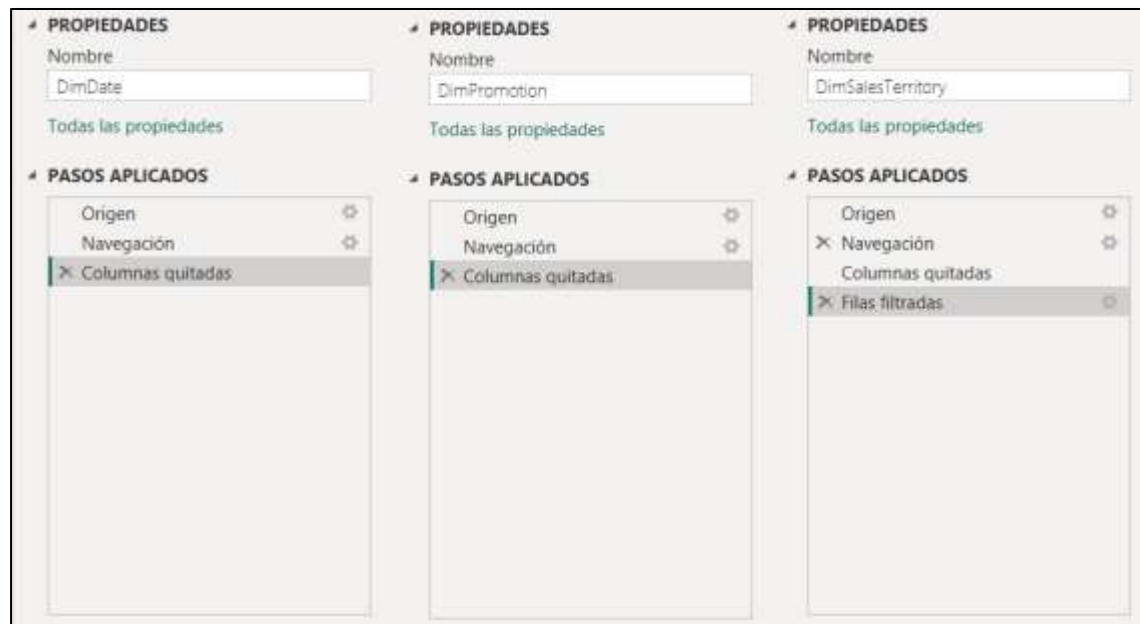 PROPIEDADES
Nombre
DimDate
Todas las propiedades
PASOS APLICADOS
Origen
Navegación
Columnas quitadas
PROPIEDADES
Nombre
DimPromotion
Todas las propiedades
PASOS APLICADOS
Origen
Navegación
Columnas quitadas
PROPIEDADES
Nombre
DimSalesTerritory
Todas las propiedades
PASOS APLICADOS
Origen
Navegación
Columnas quitadas
Filas filtradas